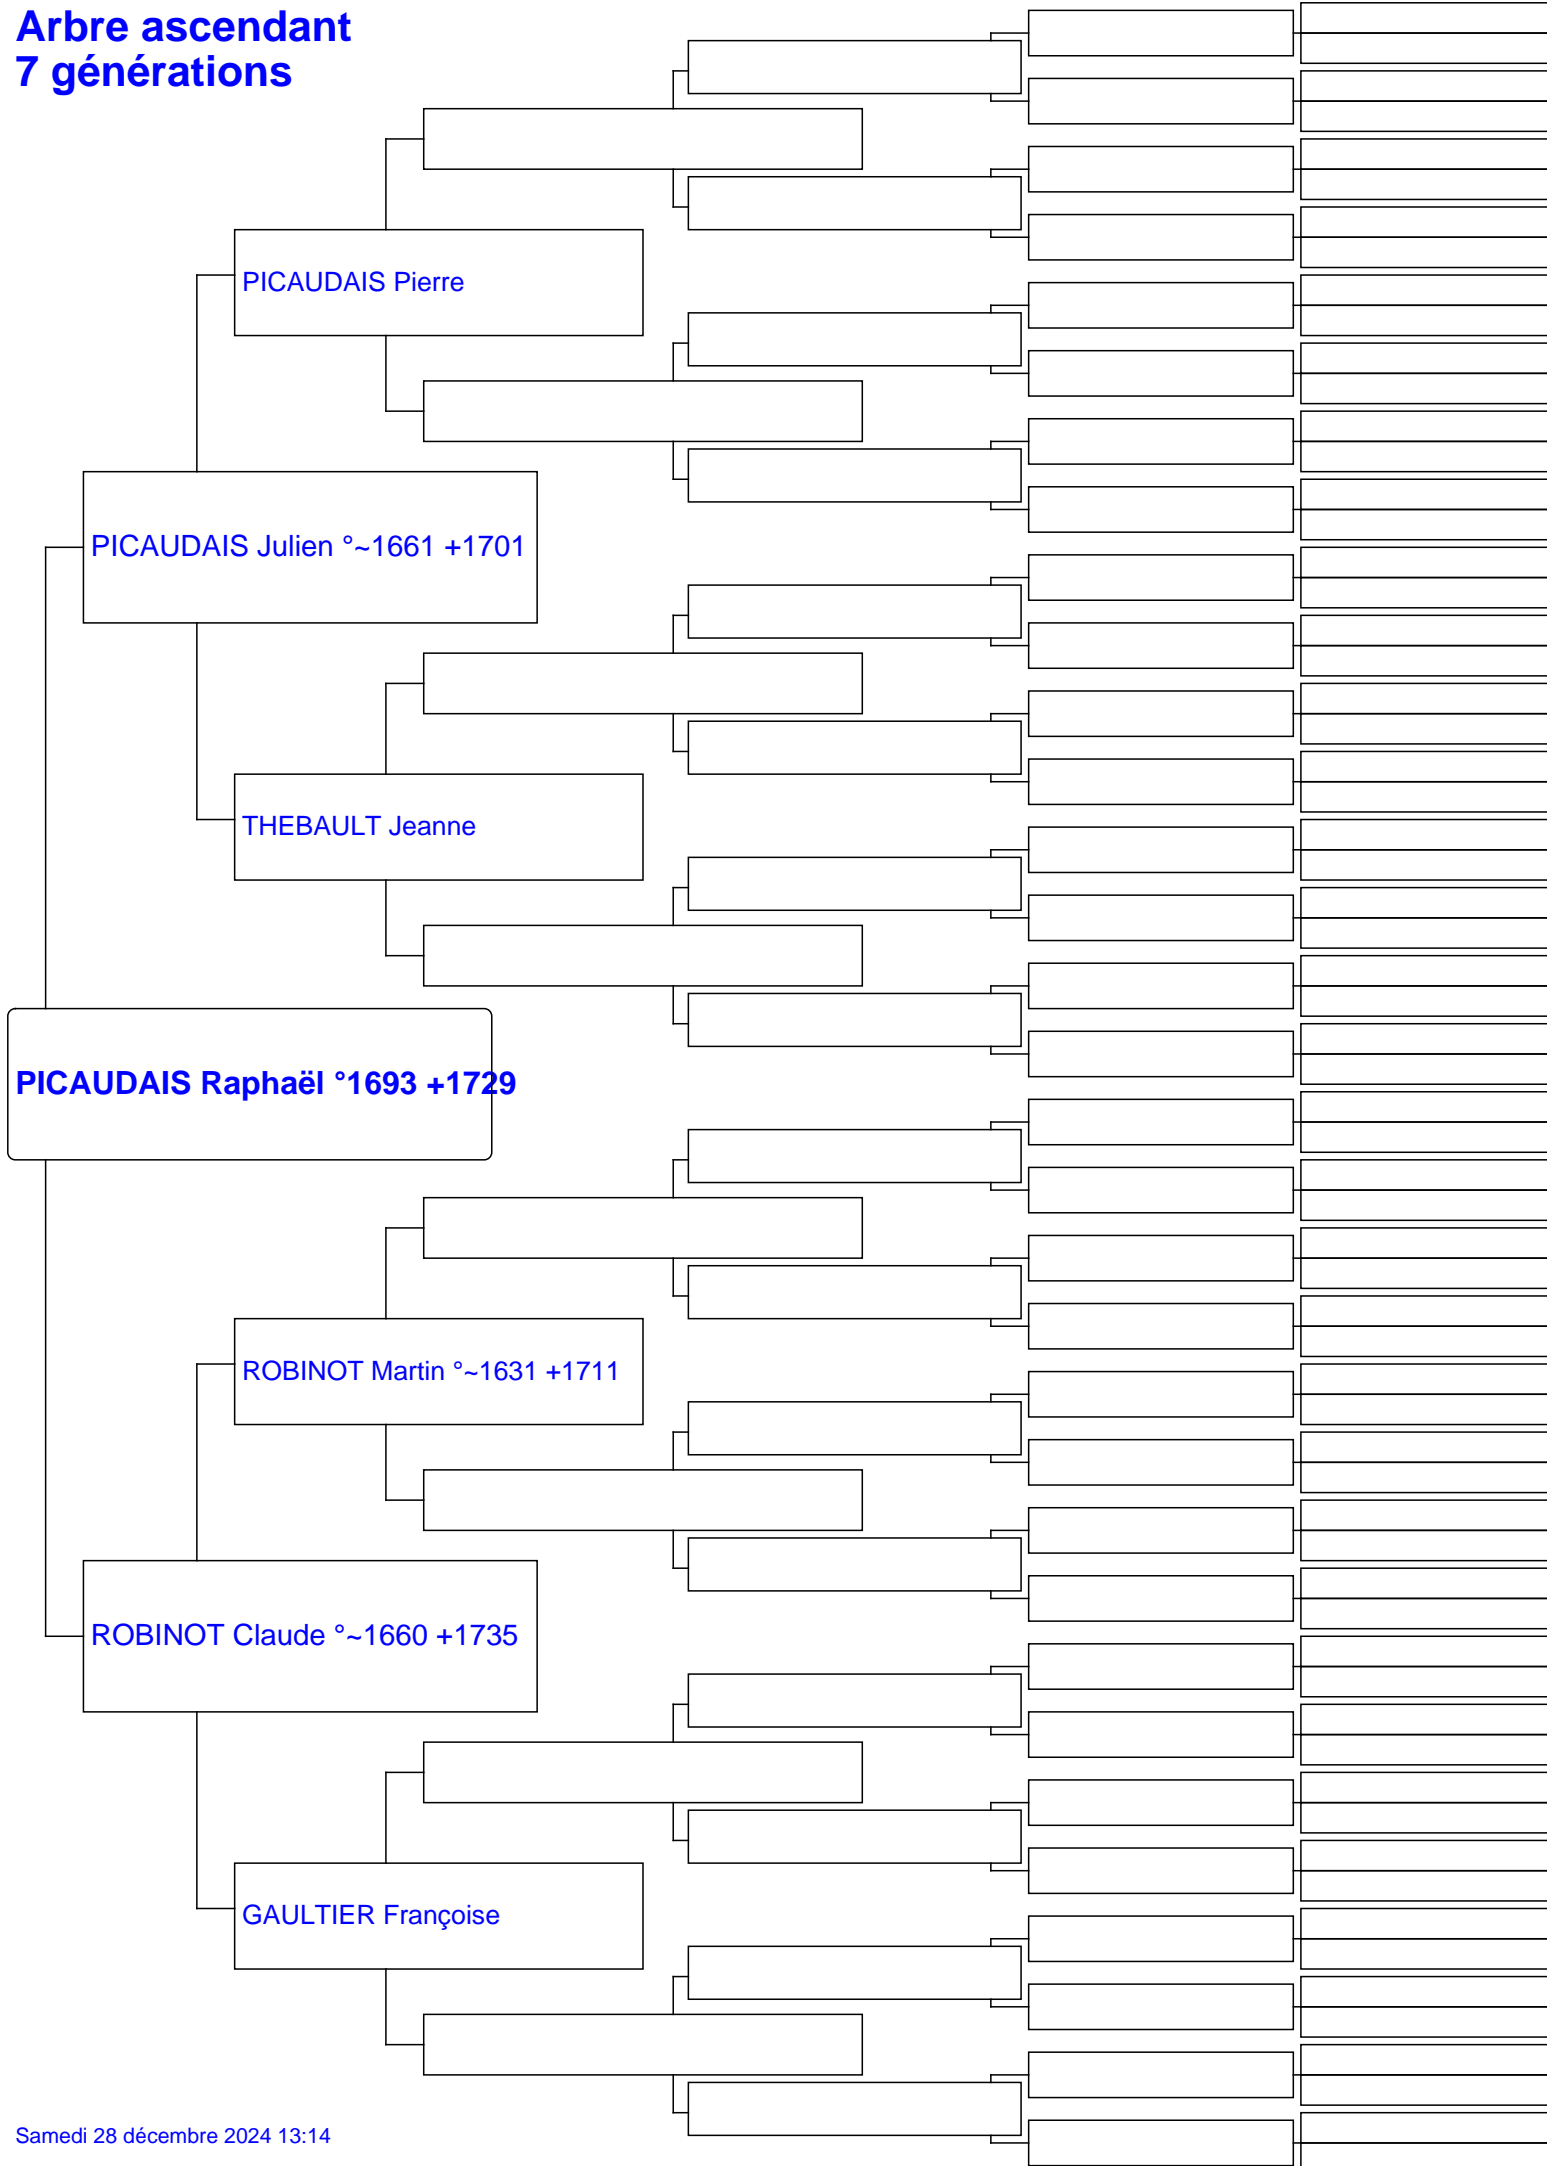 Arbre ascendant
7 générations
PICAUDAIS Pierre
PICAUDAIS Julien °~1661 +1701
THEBAULT Jeanne
PICAUDAIS Raphaël °1693 +1729
ROBINOT Martin °~1631 +1711
ROBINOT Claude °~1660 +1735
GAULTIER Françoise
Samedi 28 décembre 2024 13:14